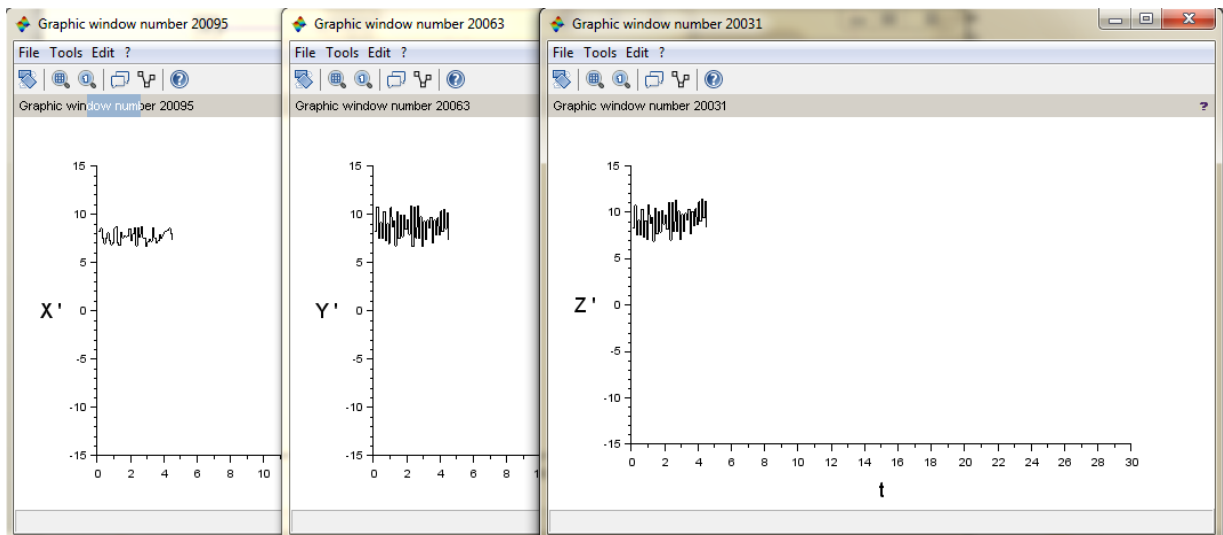 Graphic window number 20095
File Tools Edit ?
Graphic window number 20095
15
10
5
X ' 0
-5
-10
-15
0 2 4 6 8 10
Graphic window number 20063
File Tools Edit ?
Graphic window number 20063
15
10
5
Y ' 0
-5
-10
-15
0 2 4 6 8 1
Graphic window number 20031
File Tools Edit ?
Graphic window number 20031 ?
15
10
5
Z ' 0
-5
-10
-15
0 2 4 6 8 10 12 14 16 18 20 22 24 26 28 30
t